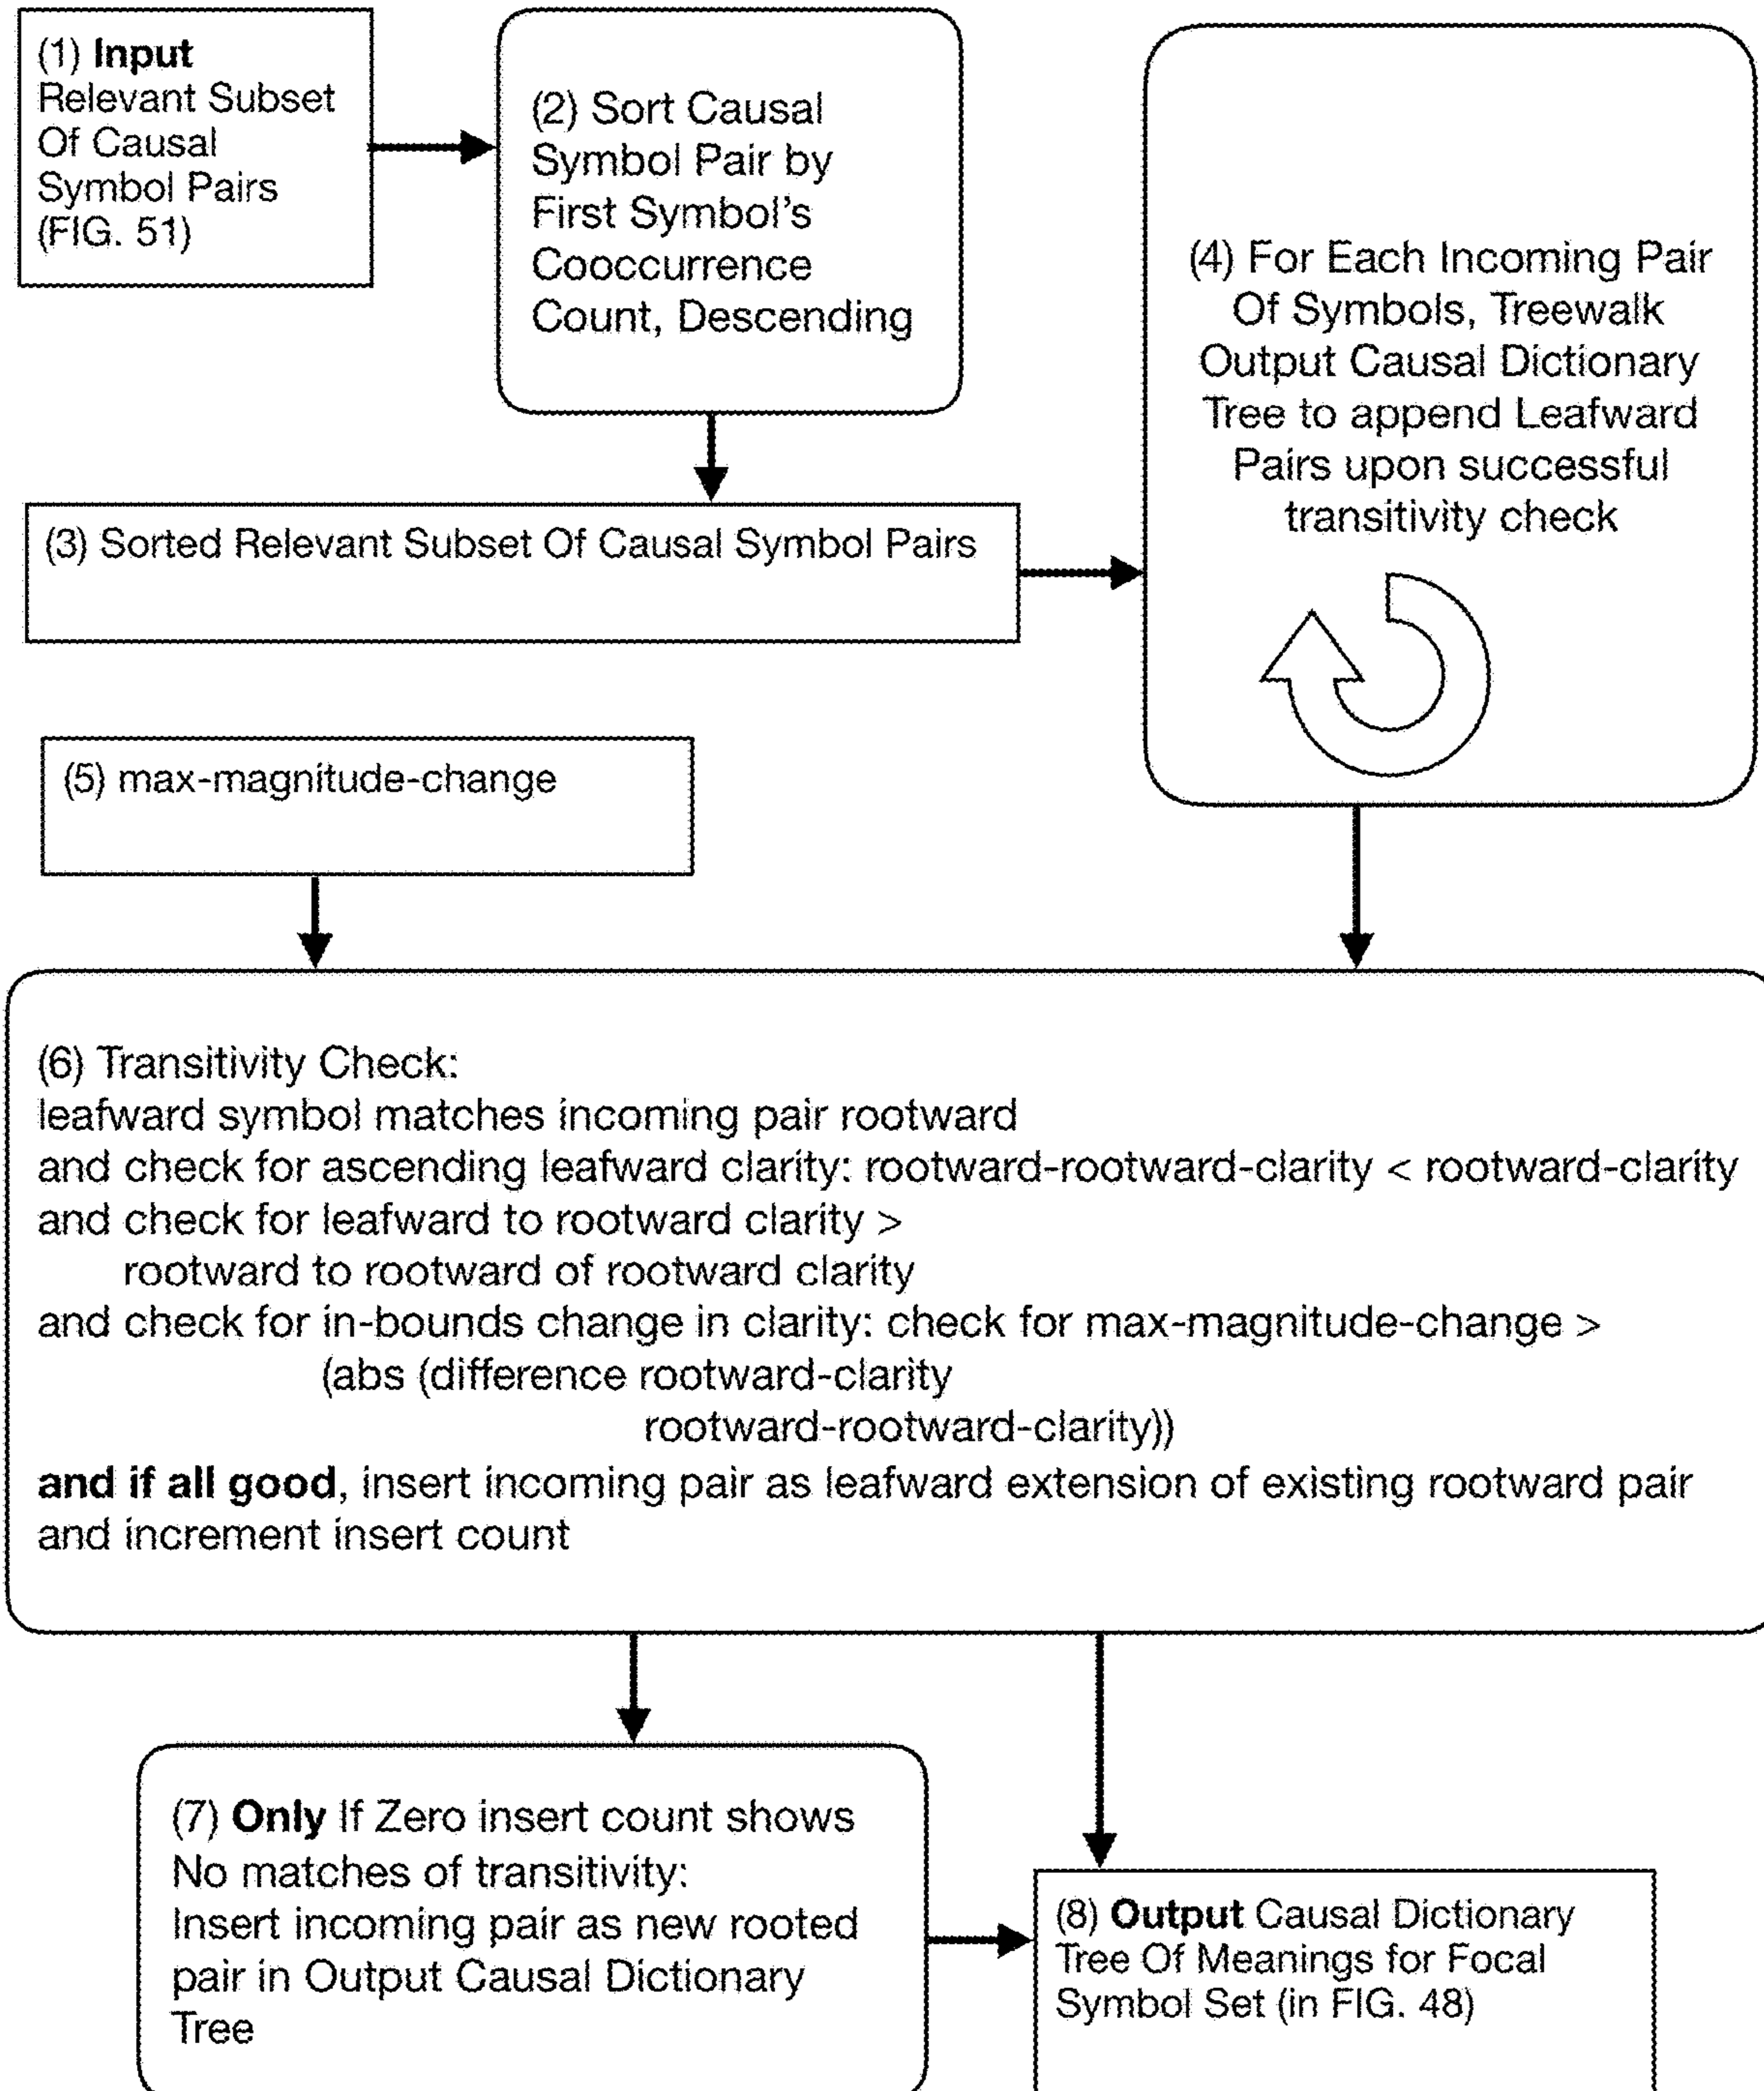 (1) Input
Relevant Subset
Of Causal
Symbol Pairs
(FIG. 51)
(2) Sort Causal
Symbol Pair by
First Symbol's
Cooccurrence
Count, Descending
(3) Sorted Relevant Subset Of Causal Symbol Pairs
(4) For Each Incoming Pair
Of Symbols, Treewalk
Output Causal Dictionary
Tree to append Leafward
Pairs upon successful
transitivity check
(5) max-magnitude-change
(6) Transitivity Check:
leafward symbol matches incoming pair rootward
and check for ascending leafward clarity: rootward-rootward-clarity < rootward-clarity
and check for leafward to rootward clarity >
rootward to rootward of rootward clarity
and check for in-bounds change in clarity: check for max-magnitude-change >
(abs (difference rootward-clarity
rootward-rootward-clarity))
and if all good, insert incoming pair as leafward extension of existing rootward pair
and increment insert count
(7) Only If Zero insert count shows
No matches of transitivity:
Insert incoming pair as new rooted
pair in Output Causal Dictionary
Tree
(8) Output Causal Dictionary
Tree Of Meanings for Focal
Symbol Set (in FIG. 48)